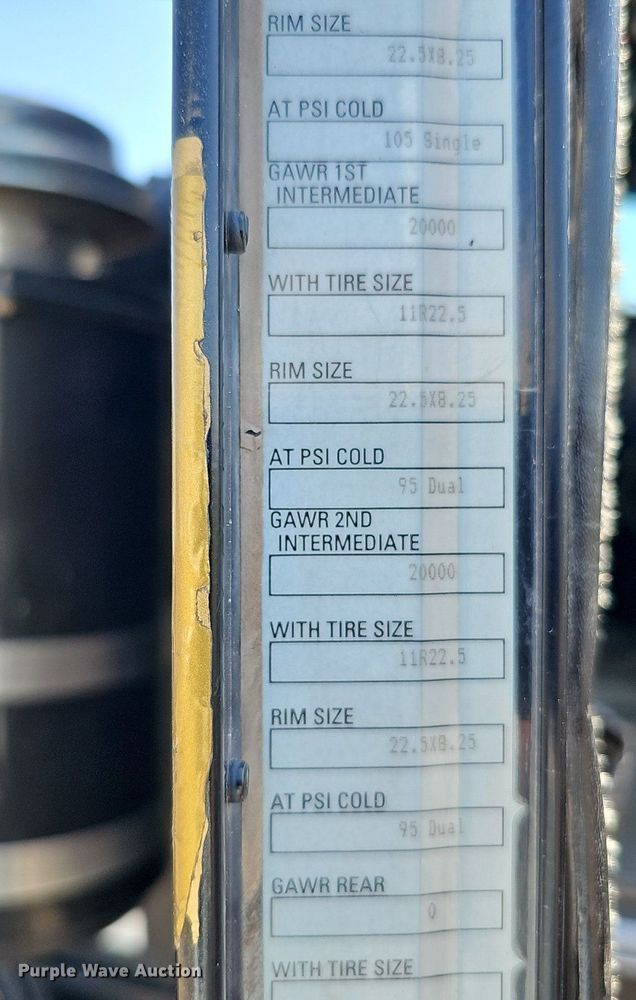 RIM SIZE
22.5X8.25
AT PSI COLD
105 Single
GAWR 1ST
INTERMEDIATE
20000
WITH TIRE SIZE
11R22.5
RIM SIZE
22.5X8.25
AT PSI COLD
95 Dual
GAWR 2ND
INTERMEDIATE
20000
WITH TIRE SIZE
11R22.5
RIM SIZE
22.5X8.25
AT PSI COLD
95 Dual
GAWR REAR
0
WITH TIRE SIZE
Purple Wave Auction